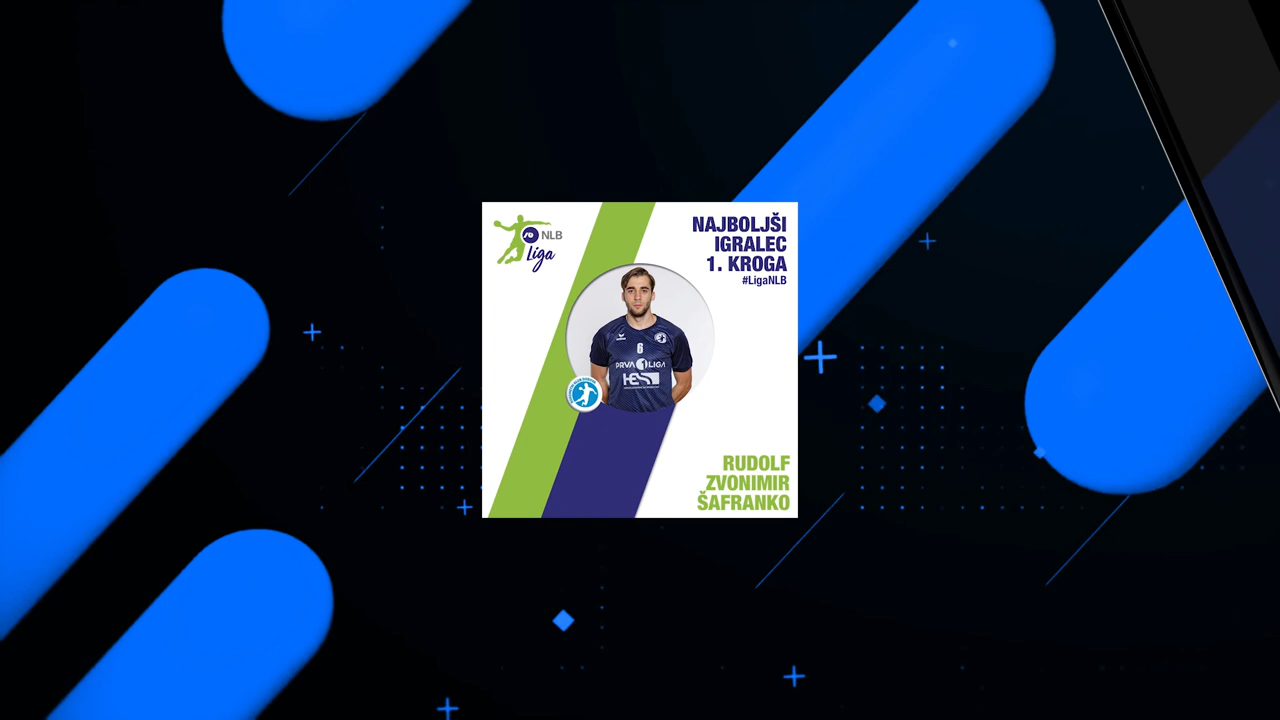 NLB
Liga
NAJBOLJŠI
IGRALEC
1. KROGA
#LigaNLB
6
PRVA LIGA
RUDOLF
ZVONIMIR
ŠAFRANKO